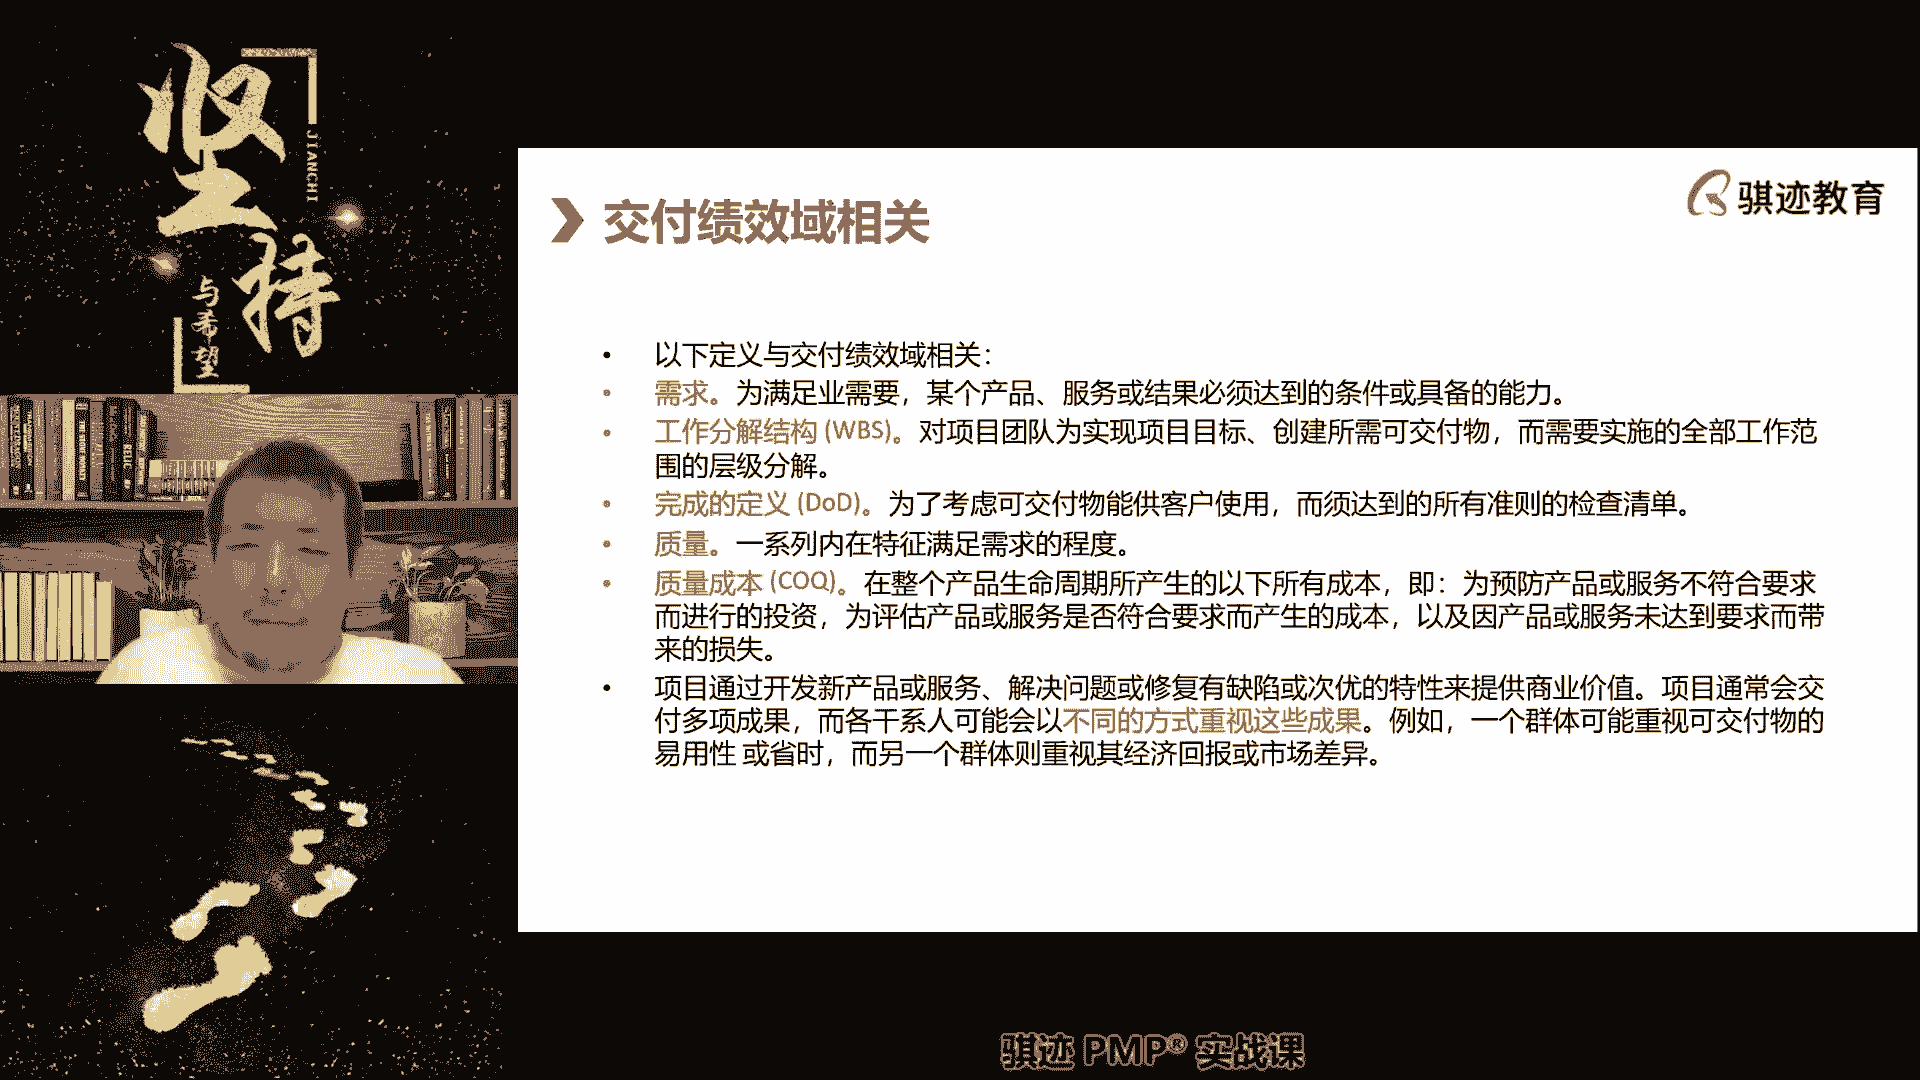 坚持
JIANCHI
与希望
骐迹教育
交付绩效域相关
• 以下定义与交付绩效域相关：
• 需求。为满足业需要，某个产品、服务或结果必须达到的条件或具备的能力。
• 工作分解结构 (WBS)。对项目团队为实现项目目标、创建所需可交付物，而需要实施的全部工作范
围的层级分解。
• 完成的定义 (DoD)。为了考虑可交付物能供客户使用，而须达到的所有准则的检查清单。
• 质量。一系列内在特征满足需求的程度。
• 质量成本 (COQ)。在整个产品生命周期所产生的以下所有成本，即：为预防产品或服务不符合要求
而进行的投资，为评估产品或服务是否符合要求而产生的成本，以及因产品或服务未达到要求而带
来的损失。
• 项目通过开发新产品或服务、解决问题或修复有缺陷或次优的特性来提供商业价值。项目通常会交
付多项成果，而各干系人可能会以不同的方式重视这些成果。例如，一个群体可能重视可交付物的
易用性 或省时，而另一个群体则重视其经济回报或市场差异。
骐迹 PMP® 实战课